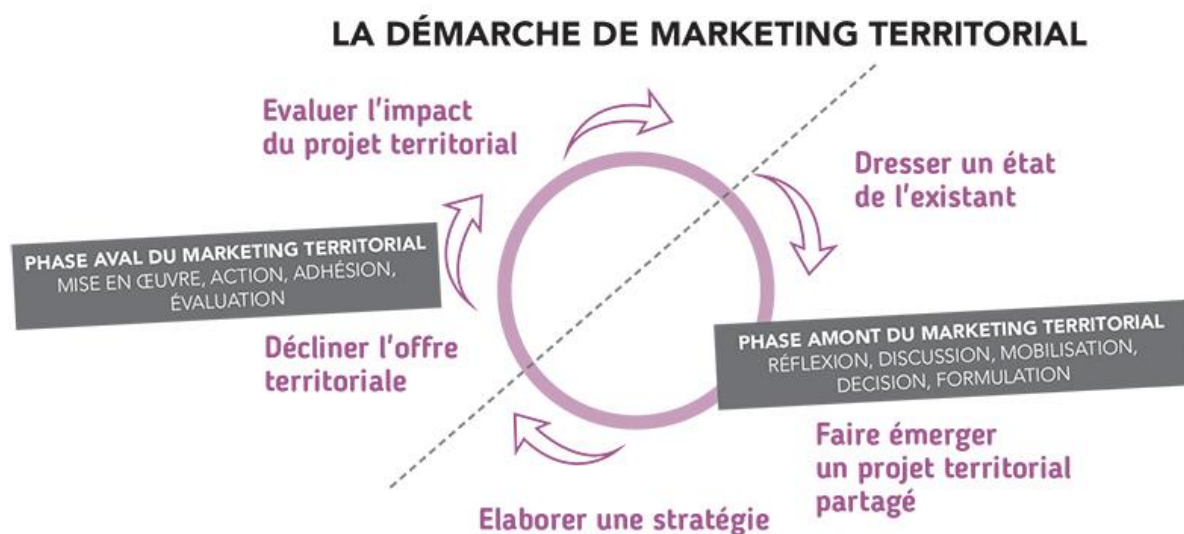 LA DÉMARCHE DE MARKETING TERRITORIAL
Evaluer l'impact
du projet territorial
Dresser un état
de l'existant
PHASE AVAL DU MARKETING TERRITORIAL
MISE EN ŒUVRE, ACTION, ADHÉSION,
ÉVALUATION
PHASE AMONT DU MARKETING TERRITORIAL
RÉFLEXION, DISCUSSION, MOBILISATION,
DECISION, FORMULATION
Décliner l'offre
territoriale
Faire émerger
un projet territorial
partagé
Elaborer une stratégie